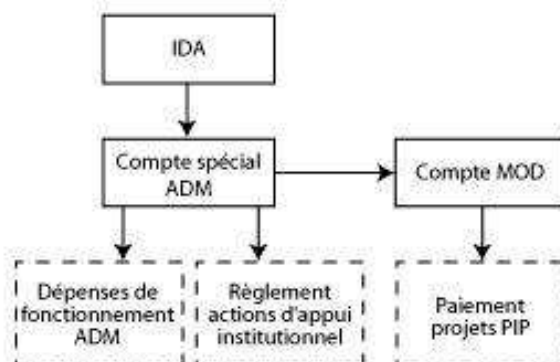 IDA
Compte spécial
ADM
Compte MOD
Dépenses de
fonctionnement
ADM
Règlement
actions d'appui
institutionnel
Paiement
projets PIP